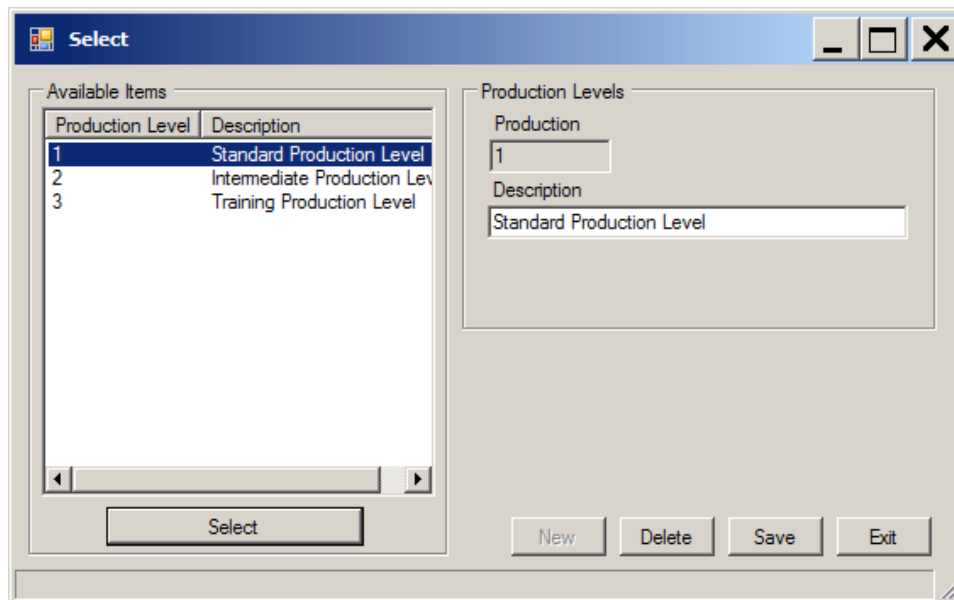 Select
Available Items
Production Level Description
1 Standard Production Level
2 Intermediate Production Lev
3 Training Production Level
Select
Production Levels
Production
1
Description
Standard Production Level
New Delete Save Exit